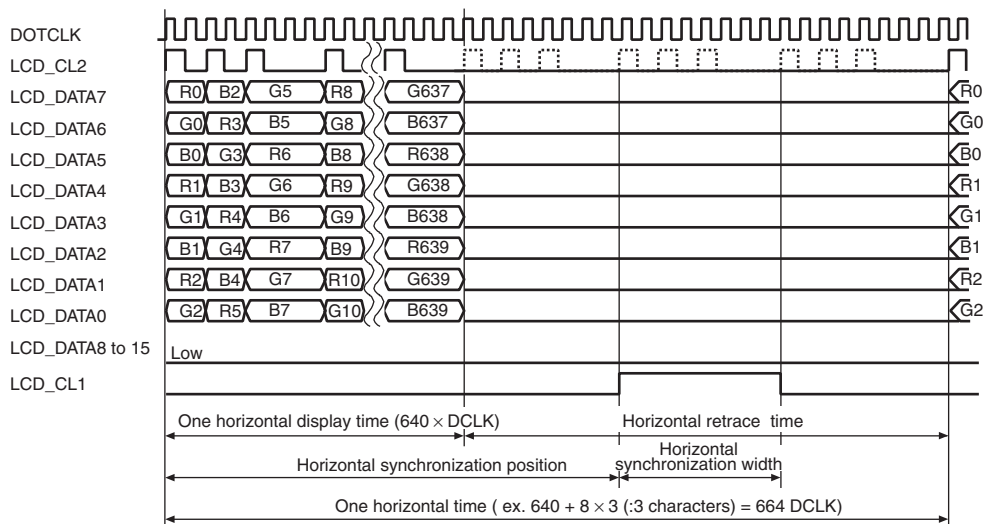 DOTCLK
LCD_CL2
LCD_DATA7 R0 B2 G5 R8 G637 R0
LCD_DATA6 G0 R3 B5 G8 B637 G0
LCD_DATA5 B0 G3 R6 B8 R638 B0
LCD_DATA4 R1 B3 G6 R9 G638 R1
LCD_DATA3 G1 R4 B6 G9 B638 G1
LCD_DATA2 B1 G4 R7 B9 R639 B1
LCD_DATA1 R2 B4 G7 R10 G639 R2
LCD_DATA0 G2 R5 B7 G10 B639 G2
LCD_DATA8 to 15 Low
LCD_CL1
One horizontal display time (640 × DCLK) Horizontal retrace time
Horizontal synchronization position
Horizontal
synchronization width
One horizontal time ( ex. 640 + 8 × 3 (:3 characters) = 664 DCLK)